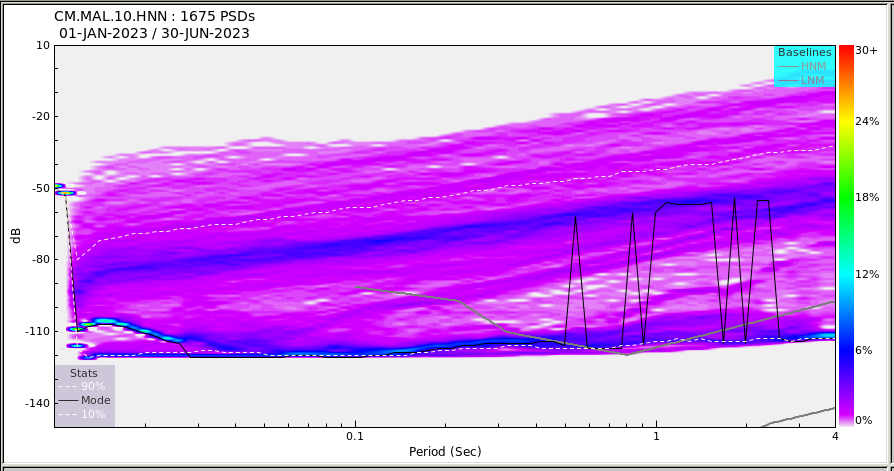 CM.MAL.10.HNN : 1675 PSDs
01-JAN-2023 / 30-JUN-2023
10
-20
-50
-80
-110
-140
dB
Baselines
HNM
LNM
30+
24%
18%
12%
6%
0%
Stats
90%
Mode
10%
0.1
1
4
Period (Sec)